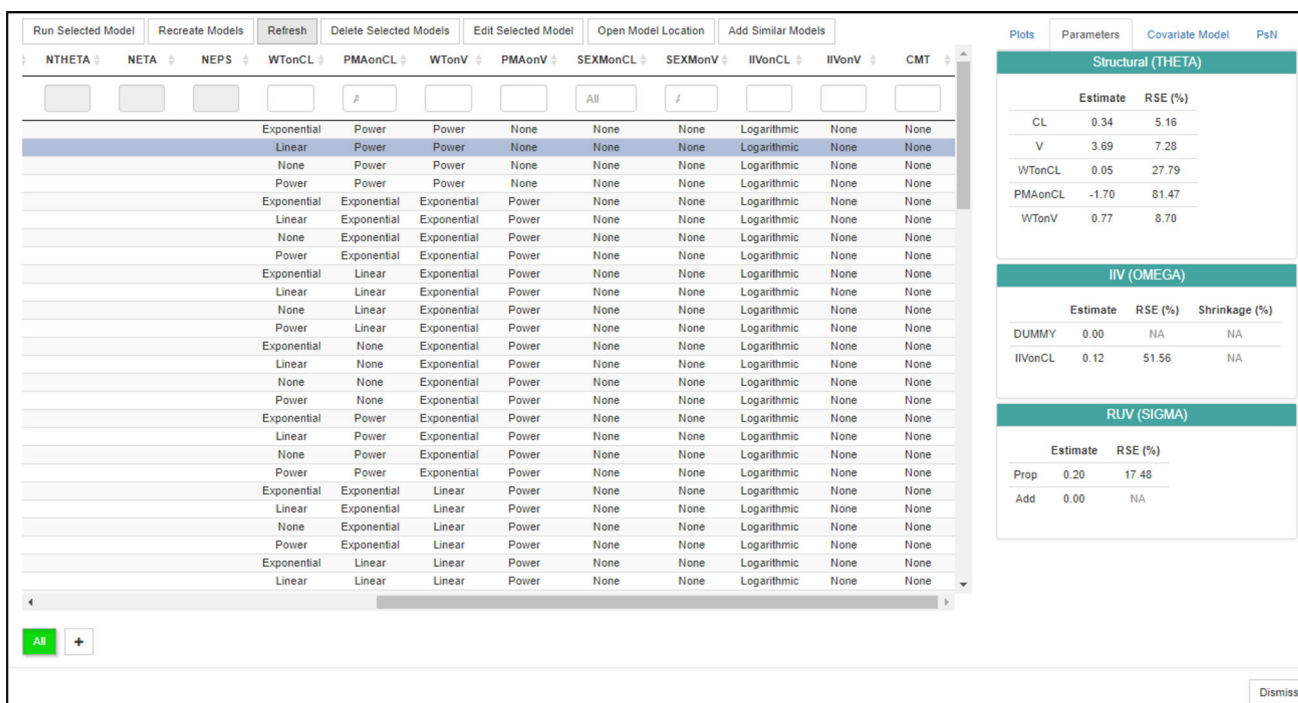 Run Selected Model Recreate Models Refresh Delete Selected Models Edit Selected Model Open Model Location Add Similar Models
Plots Parameters Covariate Model PsN
NTHETA NETA NEPS WTonCL PMAonCL WTonV PMAonV SEXMonCL SEXMonV IIVonCL IIVonV CMT
All
Exponential Power Power None None None Logarithmic None None
Linear Power Power None None None Logarithmic None None
None Power Power None None None Logarithmic None None
Power Power Power None None None Logarithmic None None
Exponential Exponential Exponential Power None None Logarithmic None None
Linear Exponential Exponential Power None None Logarithmic None None
None Exponential Exponential Power None None Logarithmic None None
Power Exponential Exponential Power None None Logarithmic None None
Exponential Linear Exponential Power None None Logarithmic None None
Linear Linear Exponential Power None None Logarithmic None None
None Linear Exponential Power None None Logarithmic None None
Power Linear Exponential Power None None Logarithmic None None
Exponential None Exponential Power None None Logarithmic None None
Linear None Exponential Power None None Logarithmic None None
None None Exponential Power None None Logarithmic None None
Power None Exponential Power None None Logarithmic None None
Exponential Power Exponential Power None None Logarithmic None None
Linear Power Exponential Power None None Logarithmic None None
None Power Exponential Power None None Logarithmic None None
Power Power Exponential Power None None Logarithmic None None
Exponential Exponential Linear Power None None Logarithmic None None
Linear Exponential Linear Power None None Logarithmic None None
None Exponential Linear Power None None Logarithmic None None
Power Exponential Linear Power None None Logarithmic None None
Exponential Linear Linear Power None None Logarithmic None None
Linear Linear Linear Power None None Logarithmic None None
Structural (THETA)
Estimate RSE (%)
CL 0.34 5.16
V 3.69 7.28
WTonCL 0.05 27.79
PMAonCL -1.70 81.47
WTonV 0.77 8.70
IIV (OMEGA)
Estimate RSE (%) Shrinkage (%)
DUMMY 0.00 NA NA
IIVonCL 0.12 51.56 NA
RUV (SIGMA)
Estimate RSE (%)
Prop 0.20 17.48
Add 0.00 NA
All +
Dismiss